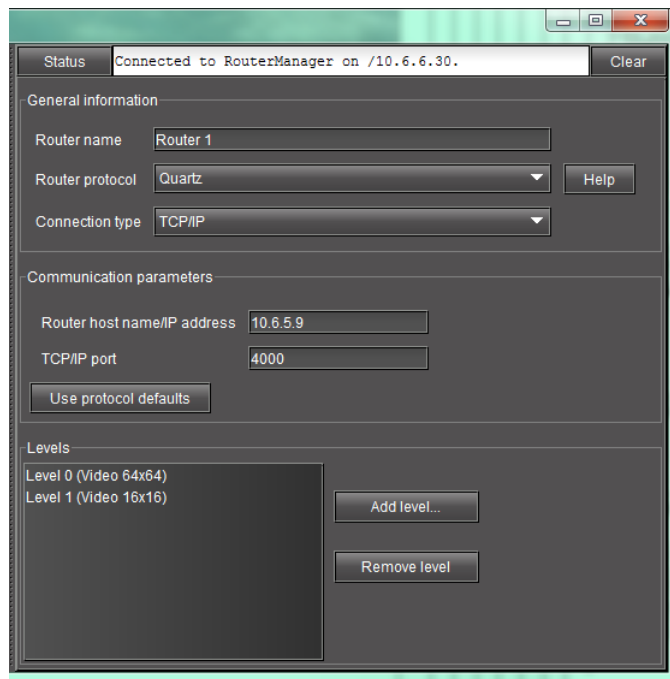 Status Connected to RouterManager on /10.6.6.30. Clear
General information
Router name Router 1
Router protocol Quartz Help
Connection type TCP/IP
Communication parameters
Router host name/IP address 10.6.5.9
TCP/IP port 4000
Use protocol defaults
Levels
Level 0 (Video 64x64)
Level 1 (Video 16x16)
Add level...
Remove level